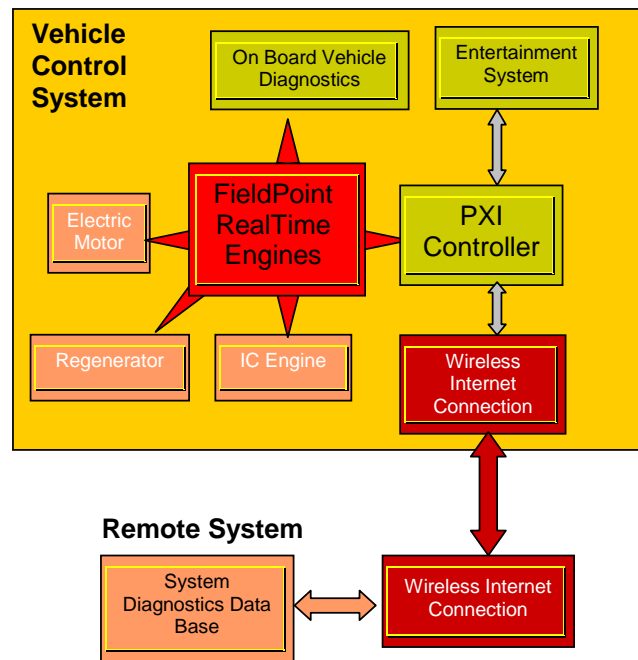 Vehicle
Control
System
On Board Vehicle
Diagnostics
Entertainment
System
FieldPoint
RealTime
Engines
PXI
Controller
Electric
Motor
Regenerator
IC Engine
Wireless
Internet
Connection
Remote System
System
Diagnostics Data
Base
Wireless Internet
Connection